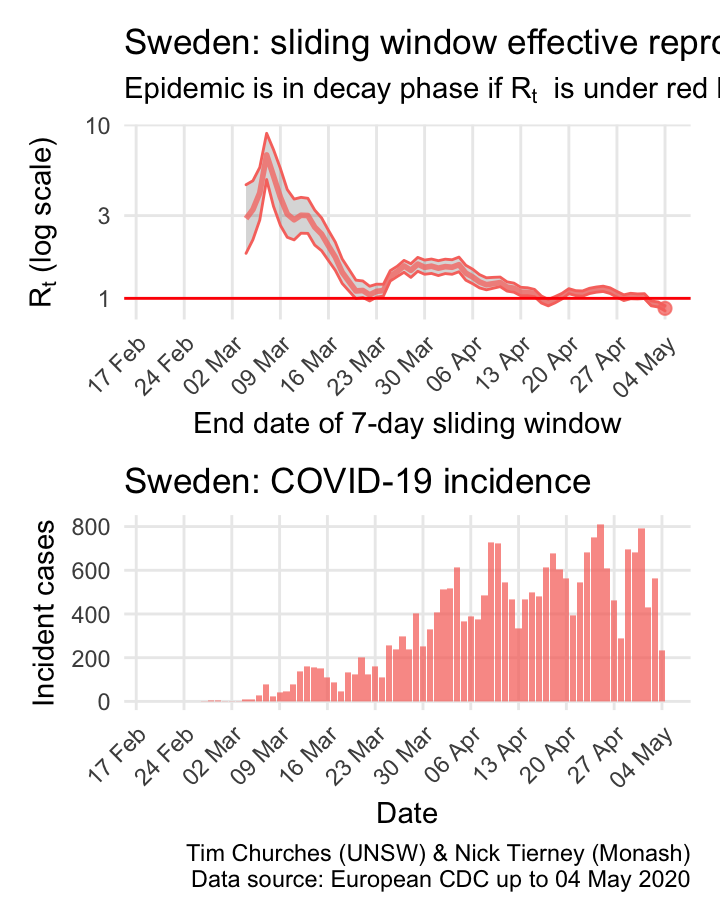 Sweden: sliding window effective repro
Epidemic is in decay phase if Rt is under red l
10
3
1
Rt (log scale)
17 Feb
24 Feb
02 Mar
09 Mar
16 Mar
23 Mar
30 Mar
06 Apr
13 Apr
20 Apr
27 Apr
04 May
End date of 7-day sliding window
Sweden: COVID-19 incidence
800
600
400
200
0
Incident cases
17 Feb
24 Feb
02 Mar
09 Mar
16 Mar
23 Mar
30 Mar
06 Apr
13 Apr
20 Apr
27 Apr
04 May
Date
Tim Churches (UNSW) & Nick Tierney (Monash)
Data source: European CDC up to 04 May 2020